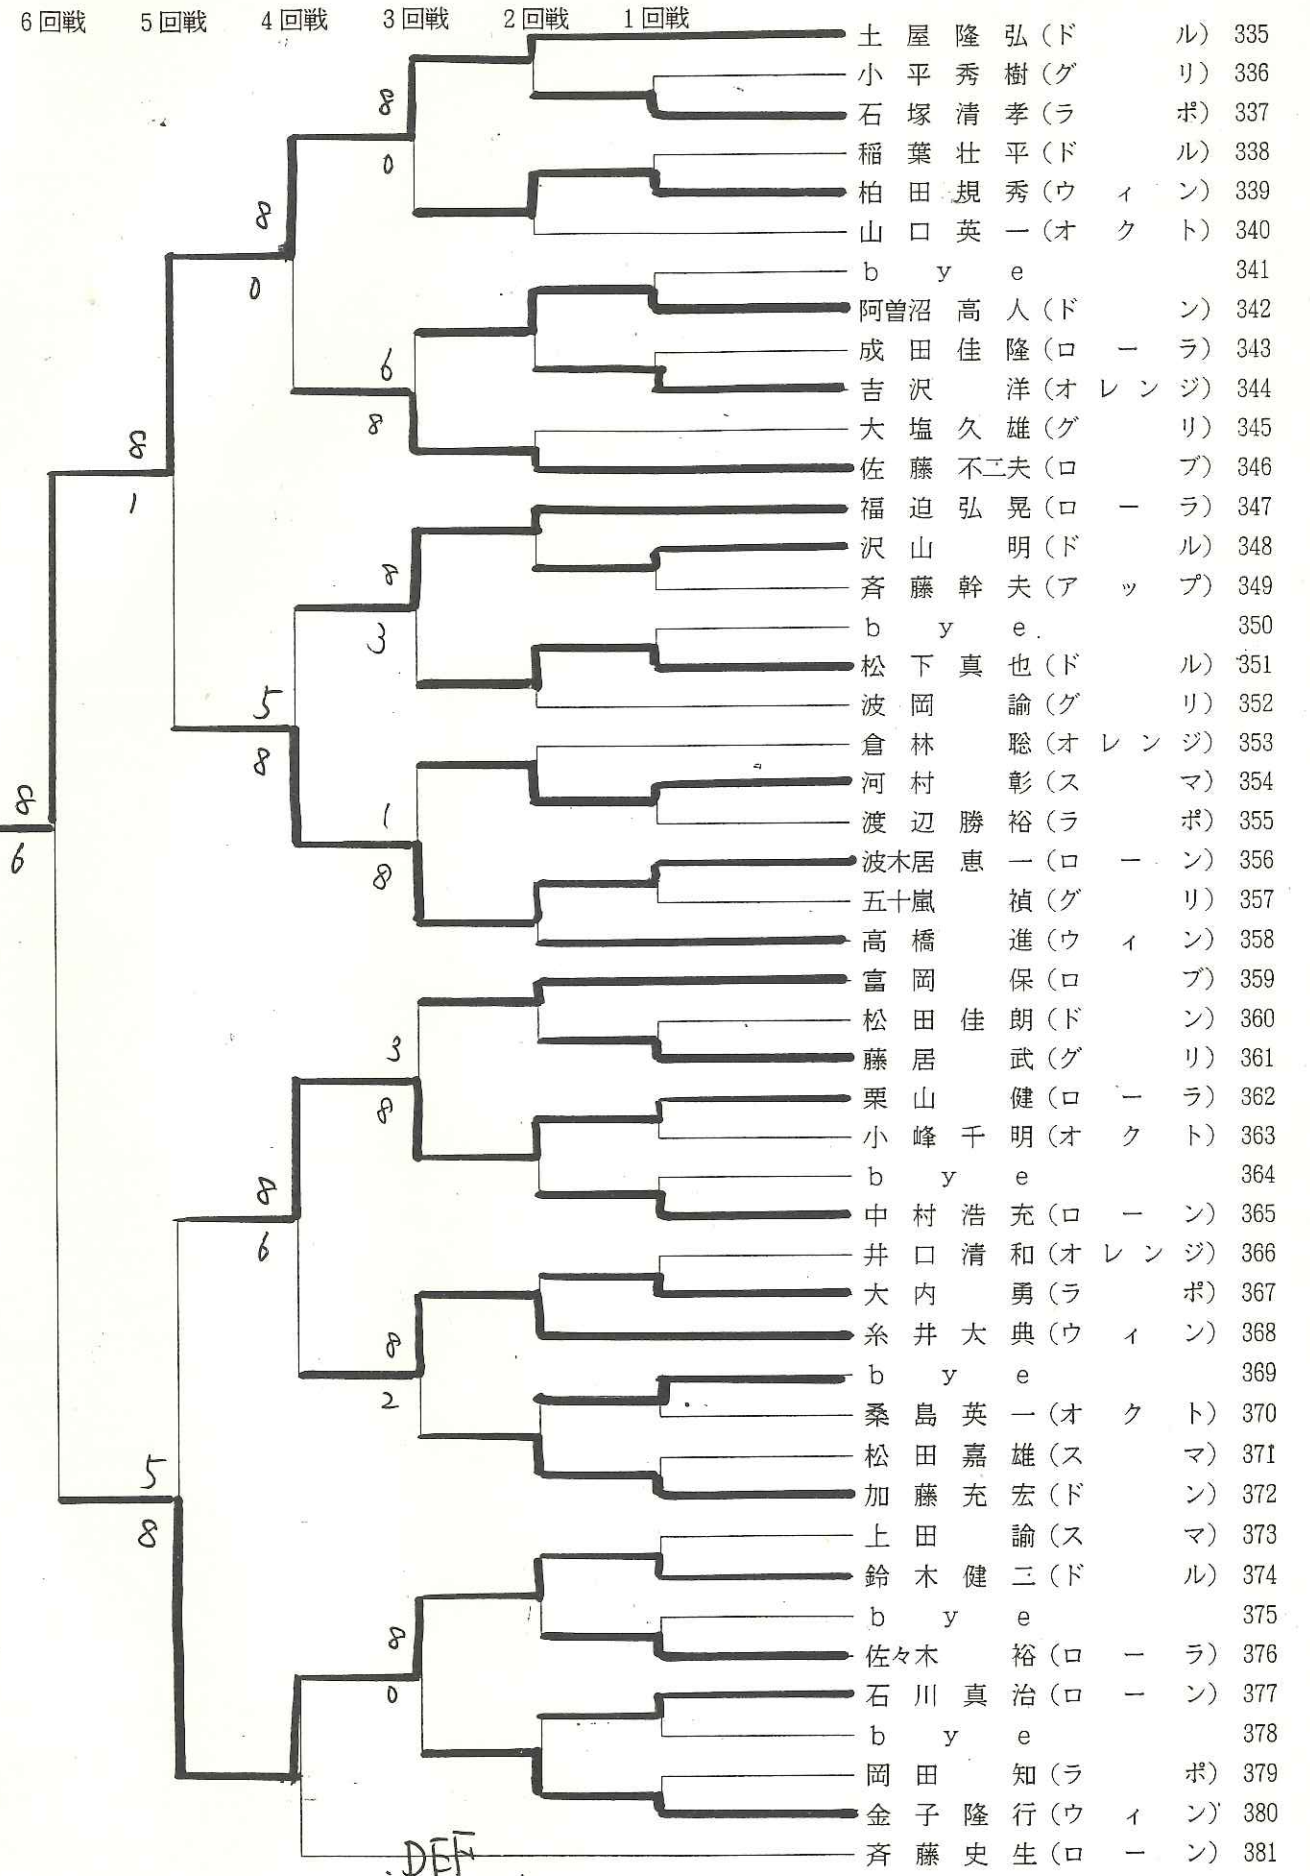 6回戦 5回戦 4回戦 3回戦 2回戦 1回戦
土屋隆弘(ドル) 335
小平秀樹(グリ) 336
石塚清孝(ラポ) 337
稲葉壮平(ドル) 338
柏田規秀(ウィン) 339
山口英一(オクト) 340
bye 341
阿曽沼高人(ドン) 342
成田佳隆(ローラ) 343
吉沢洋(オレンジ) 344
大塩久雄(グリ) 345
佐藤不二夫(ロブ) 346
福迫弘晃(ローラ) 347
沢山明(ドル) 348
斉藤幹夫(アップ) 349
bye 350
松下真也(ドル) 351
波岡諭(グリ) 352
倉林聡(オレンジ) 353
河村彰(スマ) 354
渡辺勝裕(ラポ) 355
波木居恵一(ローン) 356
五十嵐禎(グリ) 357
高橋進(ウィン) 358
富岡保(ロブ) 359
松田佳朗(ドン) 360
藤居武(グリ) 361
栗山健(ローラ) 362
小峰千明(オクト) 363
bye 364
中村浩充(ローン) 365
井口清和(オレンジ) 366
大内勇(ラポ) 367
糸井大典(ウィン) 368
bye 369
桑島英一(オクト) 370
松田嘉雄(スマ) 371
加藤充宏(ドン) 372
上田諭(スマ) 373
鈴木健二(ドル) 374
bye 375
佐々木裕(ローラ) 376
石川真治(ローン) 377
bye 378
岡田知(ラポ) 379
金子隆行(ウィン) 380
斉藤史生(ローン) 381
8
0
8
0
6
8
8
1
8
3
5
8
1
8
8
6
3
8
8
6
8
2
5
8
8
0
DEF